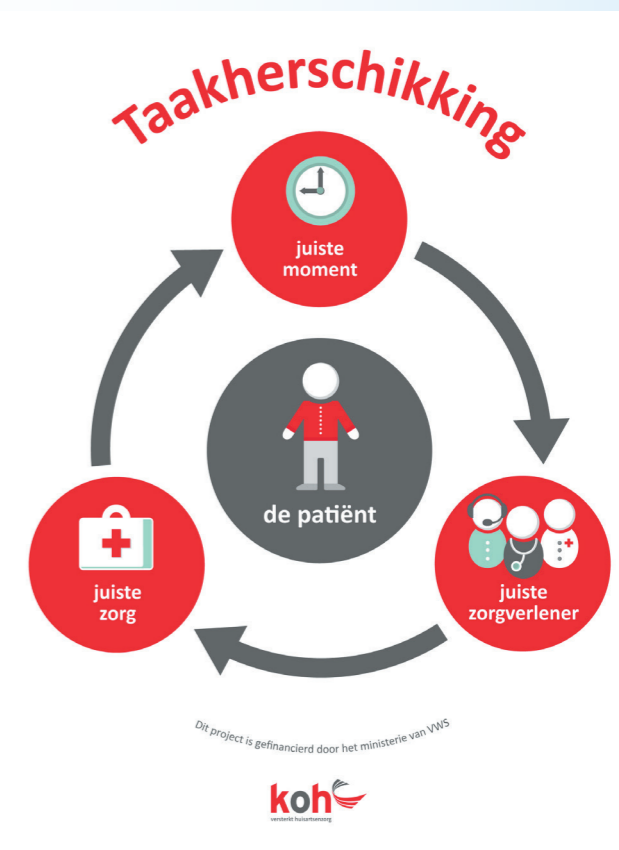 Taakherschikking
juiste
moment
de patiënt
juiste
zorgverlener
juiste
zorg
Dit project is gefinancierd door het ministerie van VWS
koh
versterkt huisartsenzorg